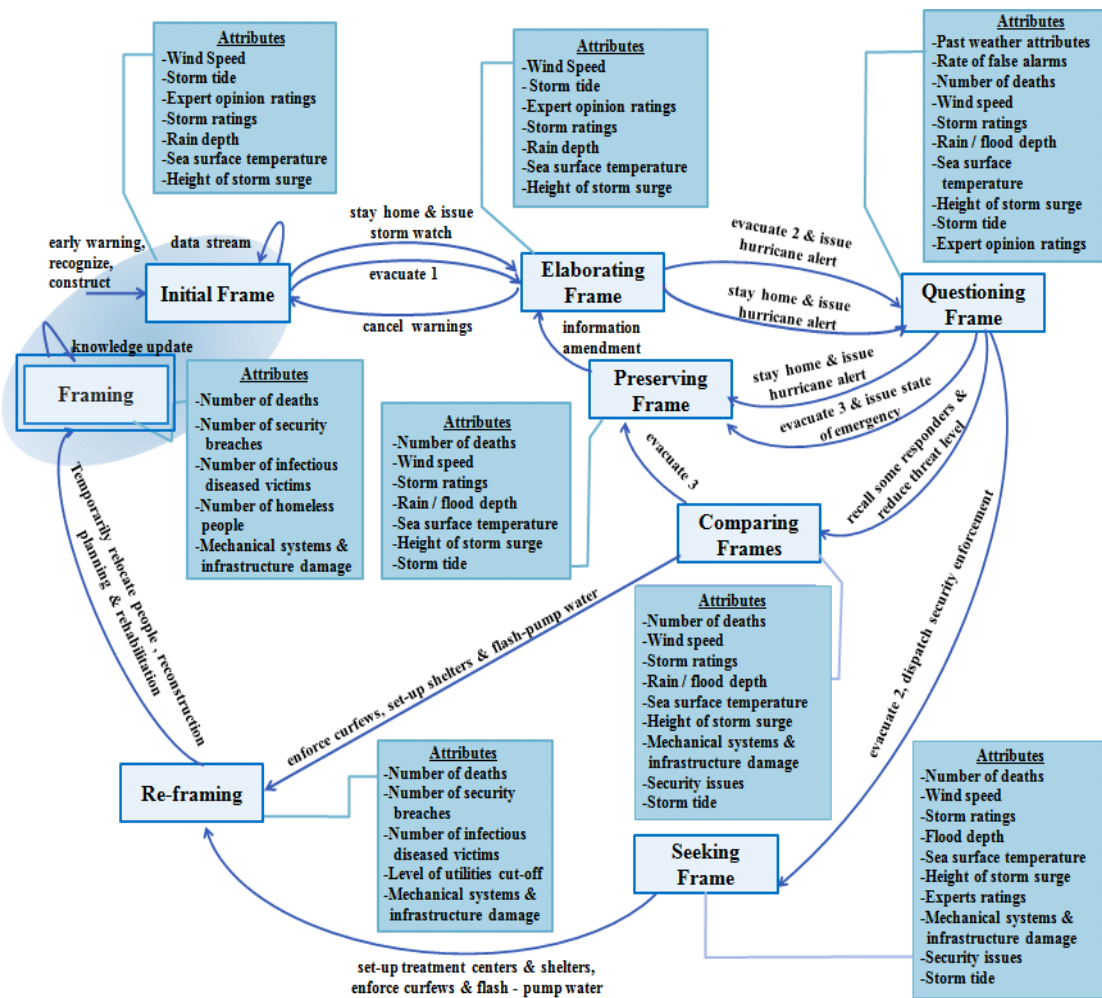 Attributes
-Wind Speed
-Storm tide
-Expert opinion ratings
-Storm ratings
-Rain depth
-Sea surface temperature
-Height of storm surge
Attributes
-Wind Speed
- Storm tide
-Expert opinion ratings
-Storm ratings
-Rain depth
-Sea surface temperature
-Height of storm surge
Attributes
-Past weather attributes
-Rate of false alarms
-Number of deaths
-Wind speed
-Storm ratings
-Rain / flood depth
-Sea surface
temperature
-Height of storm surge
-Storm tide
-Expert opinion ratings
early warning,
recognize,
construct
data stream
Initial Frame
stay home & issue
storm watch
evacuate 1
cancel warnings
Elaborating
Frame
evacuate 2 & issue
hurricane alert
stay home & issue
hurricane alert
Questioning
Frame
information
amendment
knowledge update
Framing
Attributes
-Number of deaths
-Number of security
breaches
-Number of infectious
diseased victims
-Number of homeless
people
-Mechanical systems &
infrastructure damage
Preserving
Frame
stay home & issue
hurricane alert
evacuate 3 & issue state
of emergency
recall some responders &
reduce threat level
Attributes
-Number of deaths
-Wind speed
-Storm ratings
-Rain / flood depth
-Sea surface temperature
-Height of storm surge
-Storm tide
evacuate 3
Comparing
Frames
evacuate 2, dispatch security enforcement
Temporarily relocate people , reconstruction
planning & rehabilitation
enforce curfews, set-up shelters & flash-pump water
Attributes
-Number of deaths
-Wind speed
-Storm ratings
-Rain / flood depth
-Sea surface temperature
-Height of storm surge
-Mechanical systems &
infrastructure damage
-Security issues
-Storm tide
Re-framing
Attributes
-Number of deaths
-Number of security
breaches
-Number of infectious
diseased victims
-Level of utilities cut-off
-Mechanical systems &
infrastructure damage
Seeking
Frame
Attributes
-Number of deaths
-Wind speed
-Storm ratings
-Flood depth
-Sea surface temperature
-Height of storm surge
-Experts ratings
-Mechanical systems &
infrastructure damage
-Security issues
-Storm tide
set-up treatment centers & shelters,
enforce curfews & flash - pump water